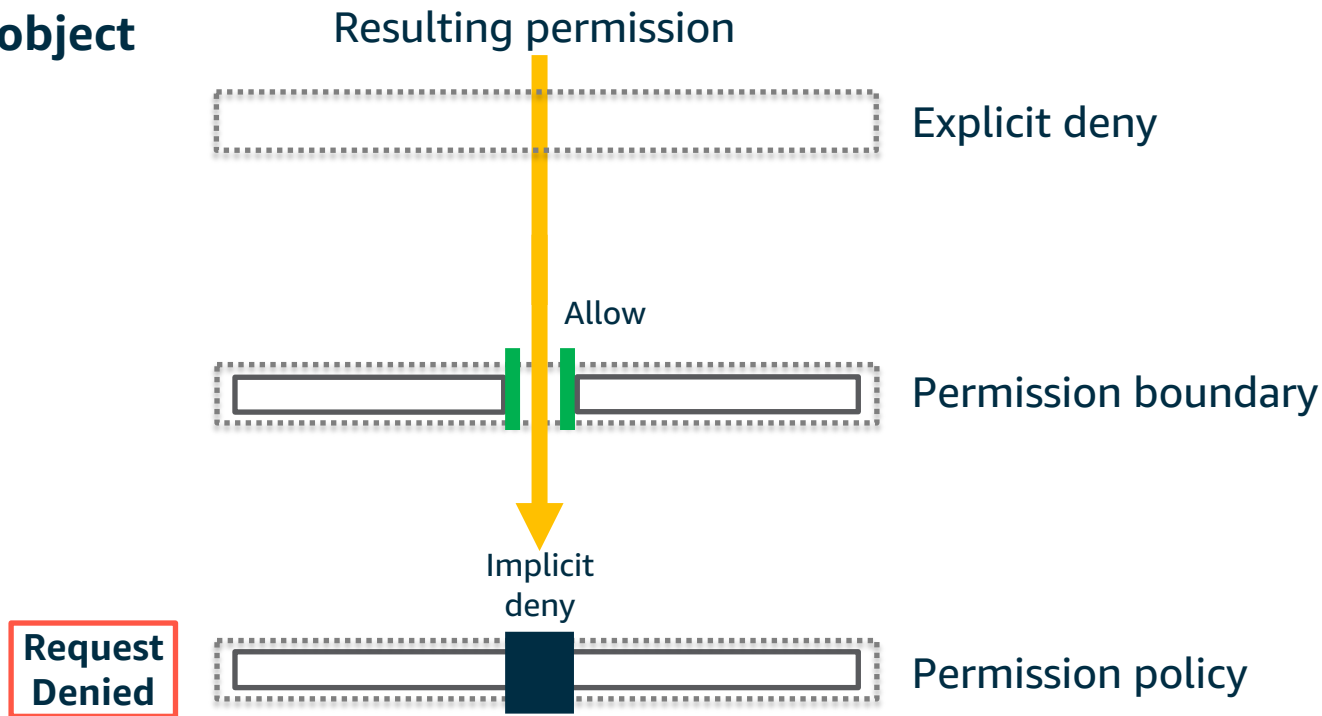 object
Resulting permission
Explicit deny
Allow
Permission boundary
Implicit
deny
Request
Denied
Permission policy